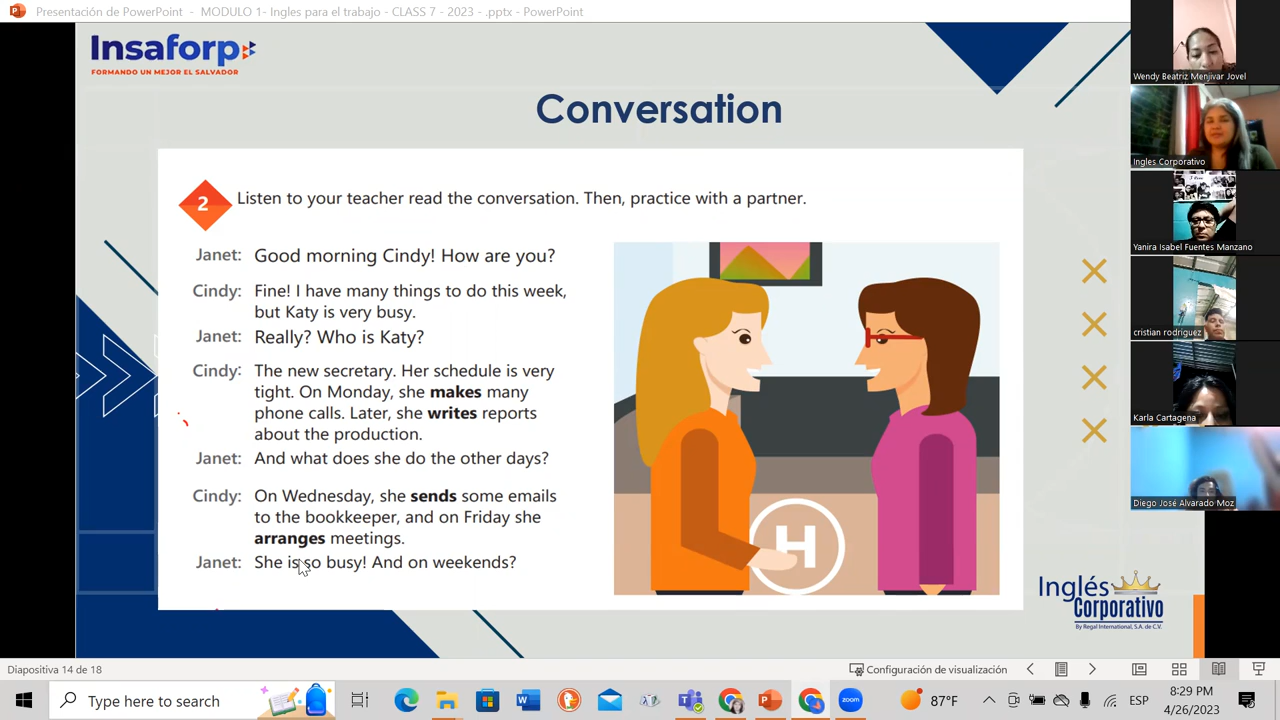 Presentación de PowerPoint - MODULO 1- Ingles para el trabajo - CLASS 7 - 2023 - .pptx - PowerPoint
Insaforp
FORMANDO UN MEJOR EL SALVADOR
Conversation
2 Listen to your teacher read the conversation. Then, practice with a partner.
Janet: Good morning Cindy! How are you?
Cindy: Fine! I have many things to do this week,
but Katy is very busy.
Janet: Really? Who is Katy?
Cindy: The new secretary. Her schedule is very
tight. On Monday, she makes many
phone calls. Later, she writes reports
about the production.
Janet: And what does she do the other days?
Cindy: On Wednesday, she sends some emails
to the bookkeeper, and on Friday she
arranges meetings.
Janet: She is so busy! And on weekends?
H
Inglés
Corporativo
By Regal International, S.A. de C.V.
Wendy Beatriz Menjivar Jovel
Ingles Corporativo
Yanira Isabel Fuentes Manzano
cristian rodriguez
Karla Cartagena
Diego José Alvarado Moz
Diapositiva 14 de 18
Configuración de visualización
Type here to search
87°F
ESP
8:29 PM
4/26/2023